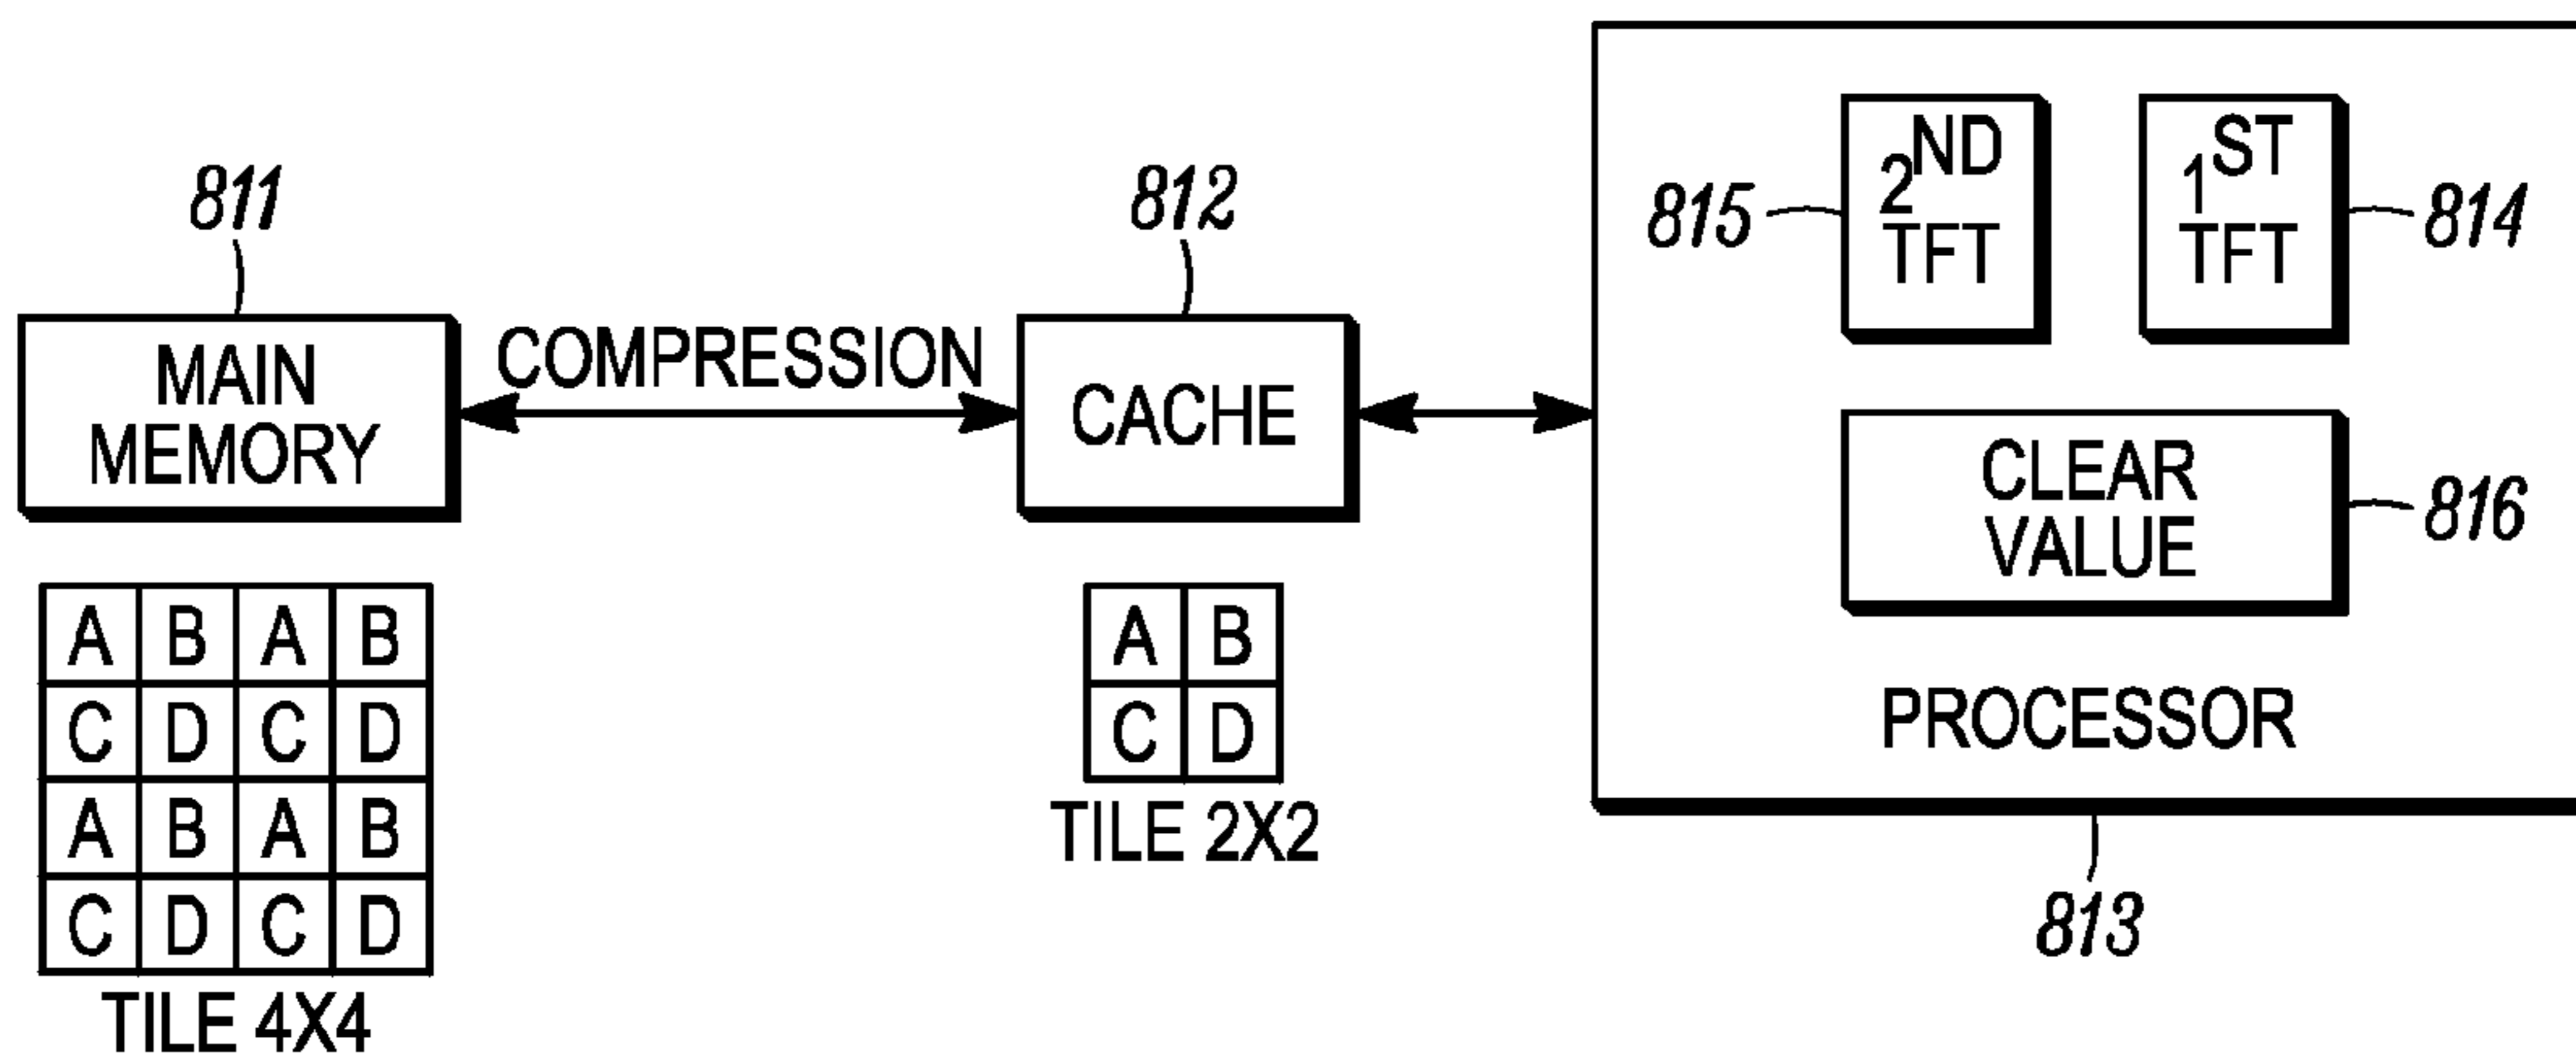 811
MAIN
MEMORY
COMPRESSION
812
CACHE
815
2ND
TFT
1ST
TFT
814
CLEAR
VALUE
816
PROCESSOR
813
A B A B
C D C D
A B A B
C D C D
TILE 4X4
A B
C D
TILE 2X2